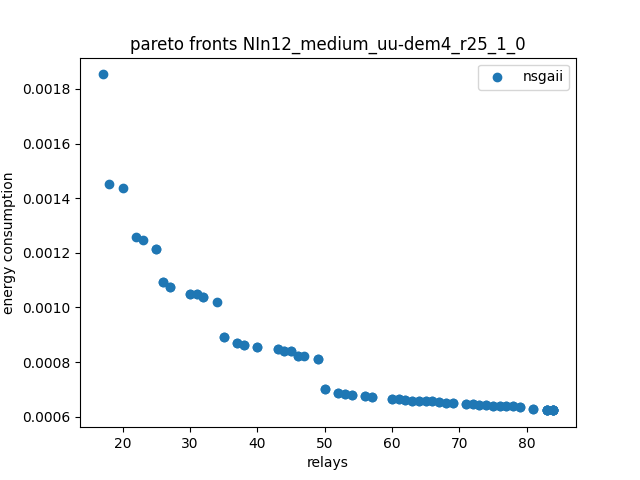 pareto fronts NIn12_medium_uu-dem4_r25_1_0
nsgaii
0.0018
0.0016
0.0014
0.0012
0.0010
0.0008
0.0006
energy consumption
20 30 40 50 60 70 80
relays